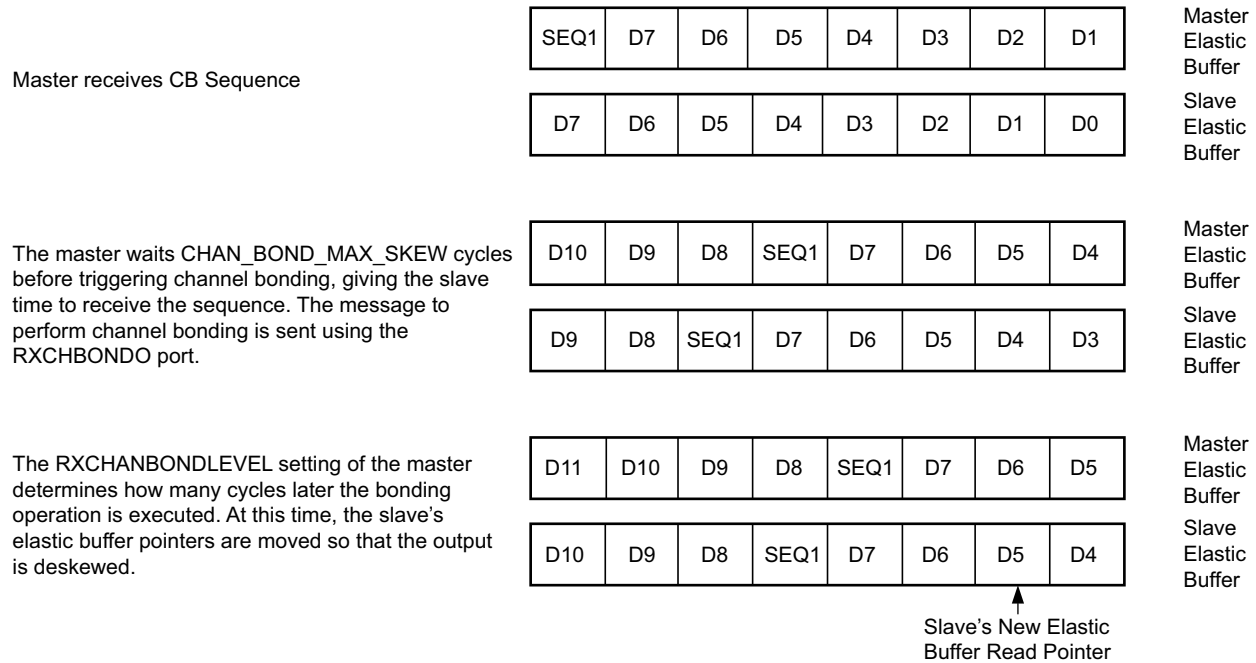 Master receives CB Sequence
SEQ1 D7 D6 D5 D4 D3 D2 D1
Master
Elastic
Buffer
D7 D6 D5 D4 D3 D2 D1 D0
Slave
Elastic
Buffer
The master waits CHAN_BOND_MAX_SKEW cycles
before triggering channel bonding, giving the slave
time to receive the sequence. The message to
perform channel bonding is sent using the
RXCHBONDO port.
D10 D9 D8 SEQ1 D7 D6 D5 D4
Master
Elastic
Buffer
D9 D8 SEQ1 D7 D6 D5 D4 D3
Slave
Elastic
Buffer
The RXCHANBONDLEVEL setting of the master
determines how many cycles later the bonding
operation is executed. At this time, the slave's
elastic buffer pointers are moved so that the output
is deskewed.
D11 D10 D9 D8 SEQ1 D7 D6 D5
Master
Elastic
Buffer
D10 D9 D8 SEQ1 D7 D6 D5 D4
Slave
Elastic
Buffer
Slave's New Elastic
Buffer Read Pointer